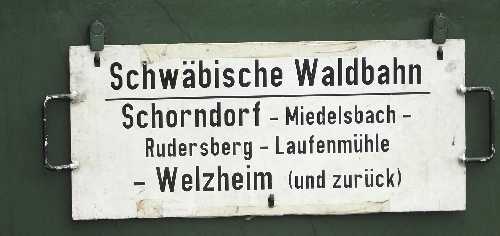 Schwäbische Waldbahn
Schorndorf - Miedelsbach -
Rudersberg - Laufenmühle
- Welzheim (und zurück)